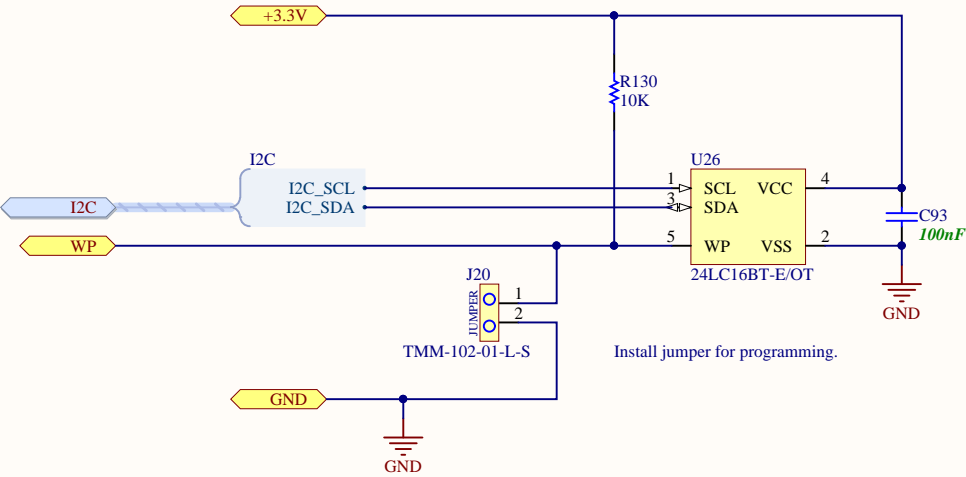 +3.3V
R130
10K
I2C
U26
I2C_SCL
1
SCL
VCC
4
I2C
I2C_SDA
3
SDA
C93
100nF
WP
5
WP
VSS
2
J20
24LC16BT-E/OT
JUMPER
1
2
GND
TMM-102-01-L-S
Install jumper for programming.
GND
GND